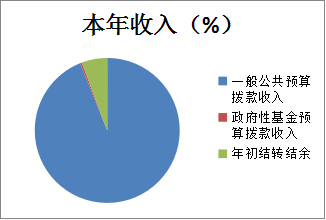 本年收入（%）
一般公共预算
拨款收入
政府性基金预
算拨款收入
年初结转结余